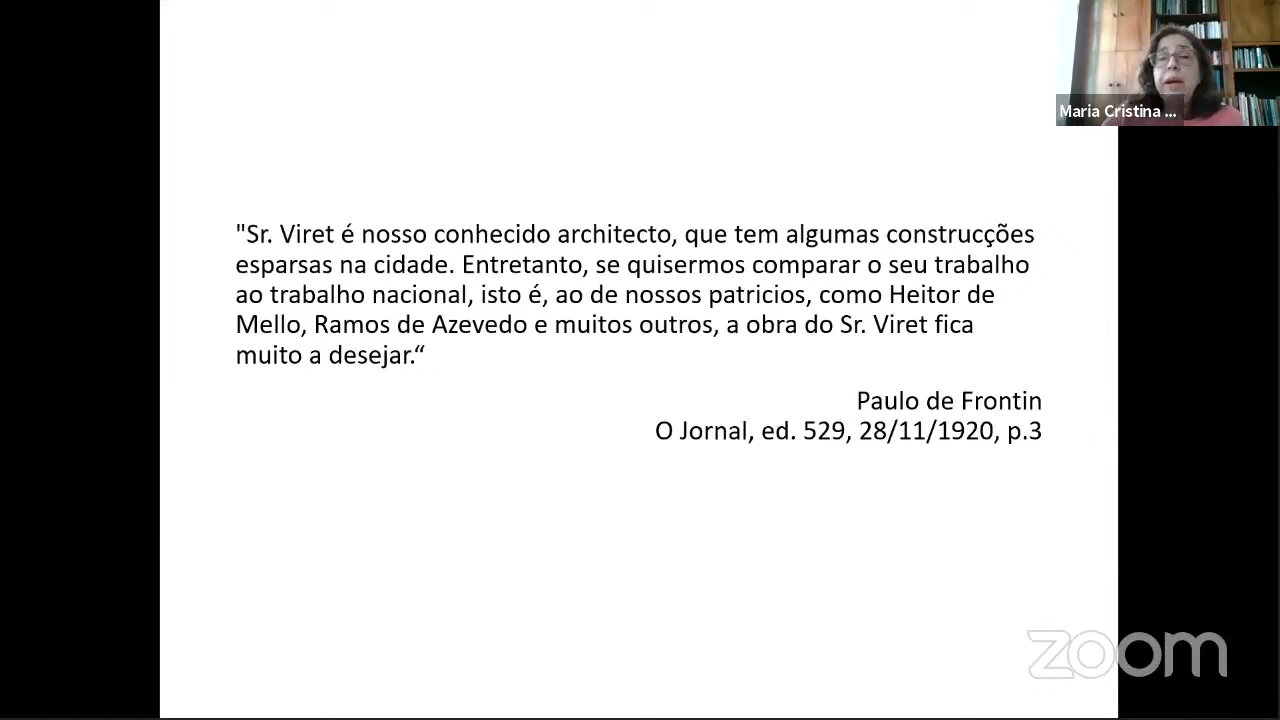 Maria Cristina ...
"Sr. Viret é nosso conhecido architecto, que tem algumas construcções
esparsas na cidade. Entretanto, se quisermos comparar o seu trabalho
ao trabalho nacional, isto é, ao de nossos patricios, como Heitor de
Mello, Ramos de Azevedo e muitos outros, a obra do Sr. Viret fica
muito a desejar.“
Paulo de Frontin
O Jornal, ed. 529, 28/11/1920, p.3
zoom